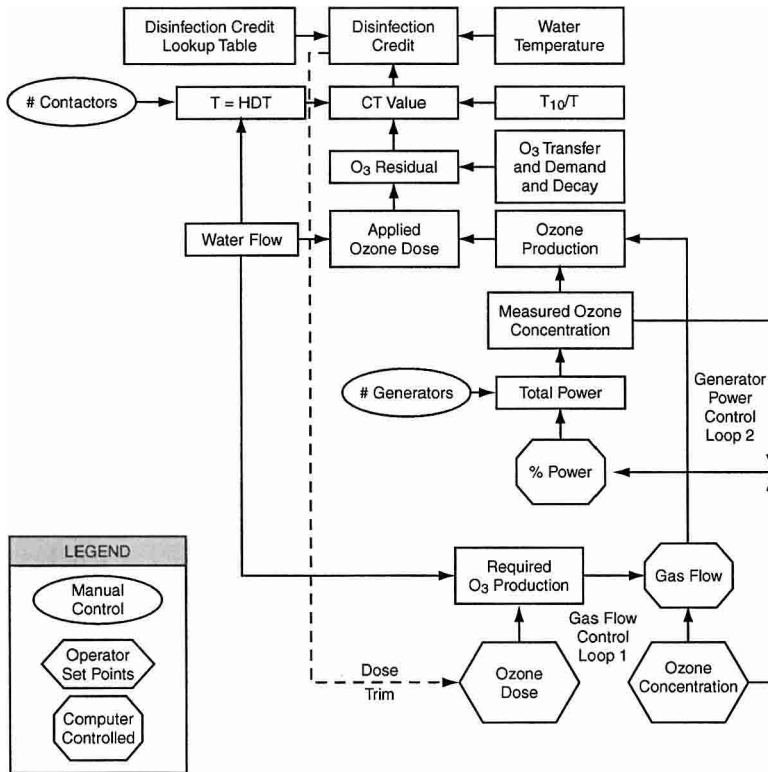 Disinfection Credit
Lookup Table
Disinfection
Credit
Water
Temperature
# Contactors
T = HDT
CT Value
T10/T
O3 Residual
O3 Transfer
and Demand
and Decay
Water Flow
Applied
Ozone Dose
Ozone
Production
Measured Ozone
Concentration
# Generators
Total Power
Generator
Power
Control
Loop 2
% Power
LEGEND
Manual
Control
Operator
Set Points
Computer
Controlled
Required
O3 Production
Gas Flow
Gas Flow
Control
Loop 1
Dose
Trim
Ozone
Dose
Ozone
Concentration